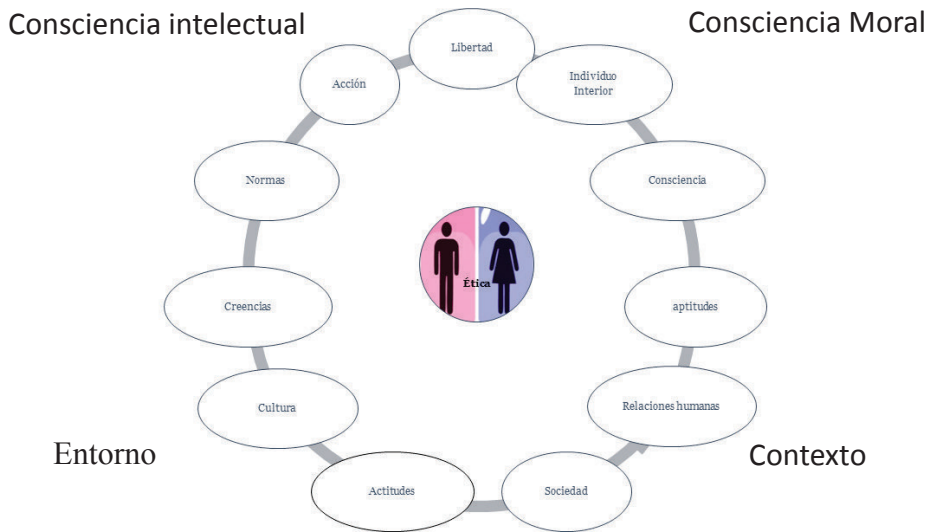 Consciencia intelectual
Consciencia Moral
Libertad
Individuo
Interior
Acción
Normas
Consciencia
Ética
Creencias
aptitudes
Cultura
Relaciones humanas
Entorno
Contexto
Actitudes
Sociedad